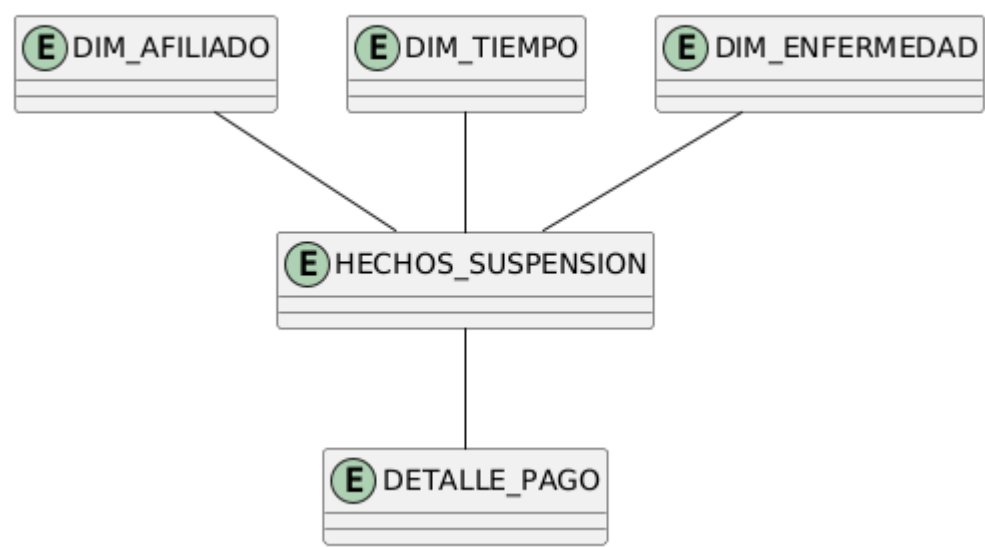 E DIM_AFILIADO
E DIM_TIEMPO
E DIM_ENFERMEDAD
E HECHOS_SUSPENSION
E DETALLE_PAGO